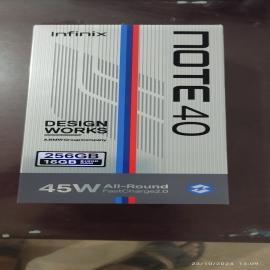 Infinix
NOTE 40
DESIGN
WORKS
A BMW Group Company
256GB
16GB
45W All-Round
FastCharge2.0
23/10/2024 13:09